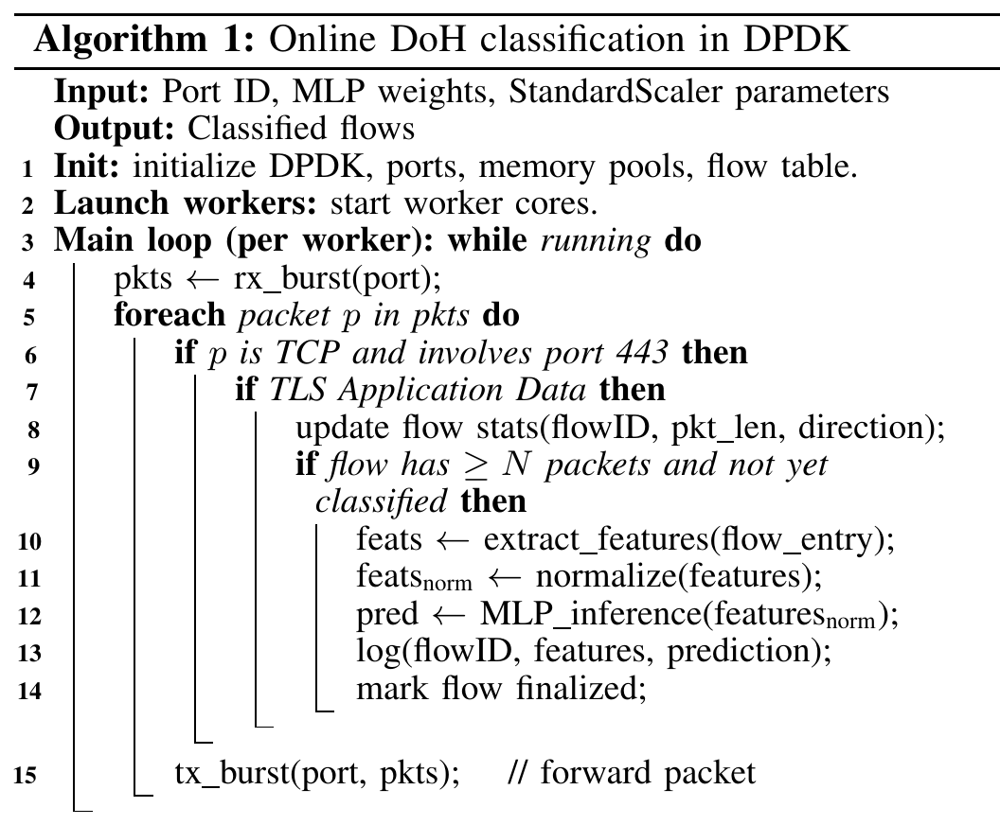 Algorithm 1: Online DoH classification in DPDK
Input: Port ID, MLP weights, StandardScaler parameters
Output: Classified flows
1 Init: initialize DPDK, ports, memory pools, flow table.
2 Launch workers: start worker cores.
3 Main loop (per worker): while running do
4 pkts ← rx_burst(port);
5 foreach packet p in pkts do
6 if p is TCP and involves port 443 then
7 if TLS Application Data then
8 update flow stats(flowID, pkt_len, direction);
9 if flow has ≥ N packets and not yet
classified then
10 feats ← extract_features(flow_entry);
11 feats_norm ← normalize(features);
12 pred ← MLP_inference(features_norm);
13 log(flowID, features, prediction);
14 mark flow finalized;
15 tx_burst(port, pkts); // forward packet